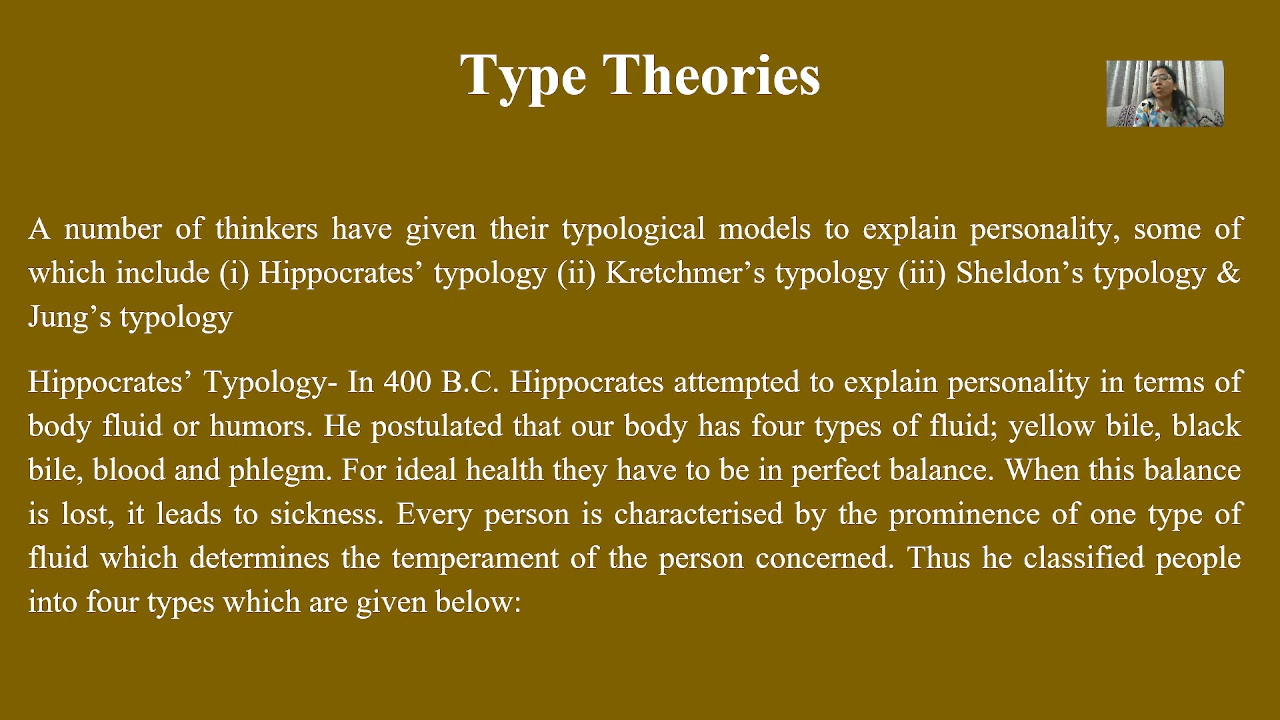 Type Theories
A number of thinkers have given their typological models to explain personality, some of
which include (i) Hippocrates’ typology (ii) Kretchmer’s typology (iii) Sheldon’s typology &
Jung’s typology
Hippocrates’ Typology- In 400 B.C. Hippocrates attempted to explain personality in terms of
body fluid or humors. He postulated that our body has four types of fluid; yellow bile, black
bile, blood and phlegm. For ideal health they have to be in perfect balance. When this balance
is lost, it leads to sickness. Every person is characterised by the prominence of one type of
fluid which determines the temperament of the person concerned. Thus he classified people
into four types which are given below: